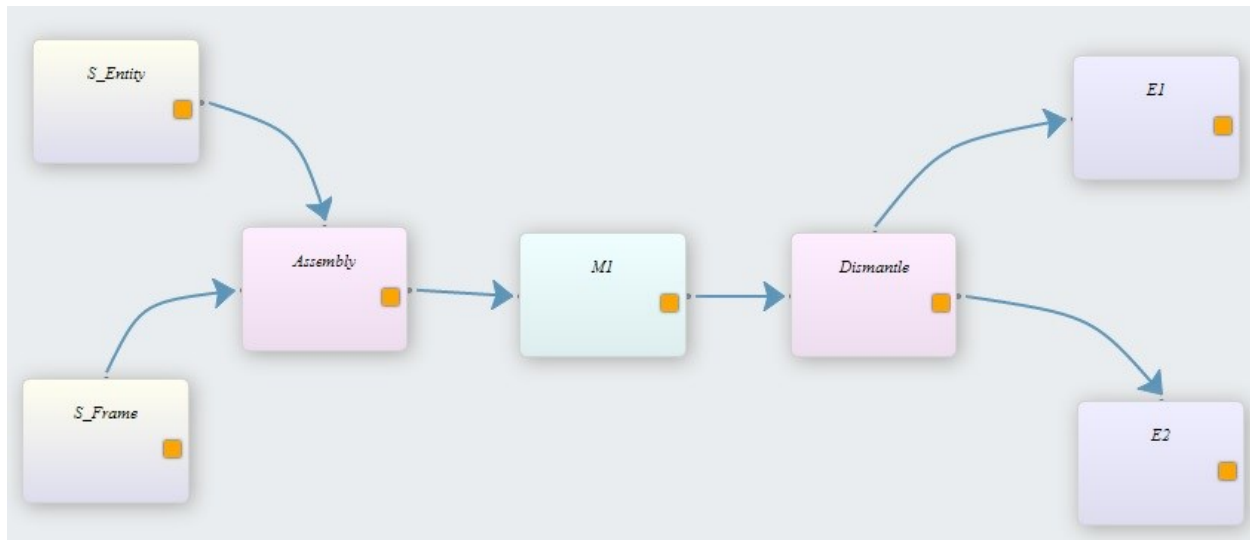 S_Entity
E1
Assembly
M1
Dismantle
S_Frame
E2